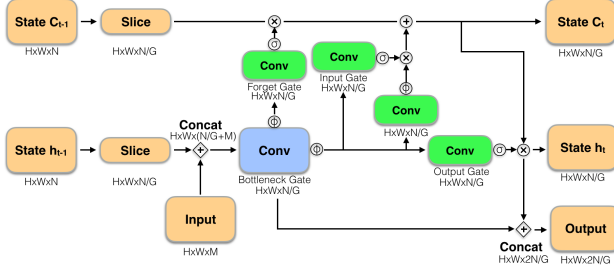 State Cₜ₋₁
Slice
State Cₜ
HxWxN
HxWxN/G
HxWxN/G
σ
Conv
Forget Gate
HxWxN/G
Conv
σ
Input Gate
HxWxN/G
Φ
Conv
HxWxN/G
Φ
Concat
HxWx(N/G+M)
State hₜ₋₁
Slice
Conv
Φ
Conv
σ
State hₜ
HxWxN
HxWxN/G
Bottleneck Gate
HxWxN/G
Output Gate
HxWxN/G
HxWxN/G
Input
HxWxM
Output
Concat
HxWx2N/G
HxWx2N/G